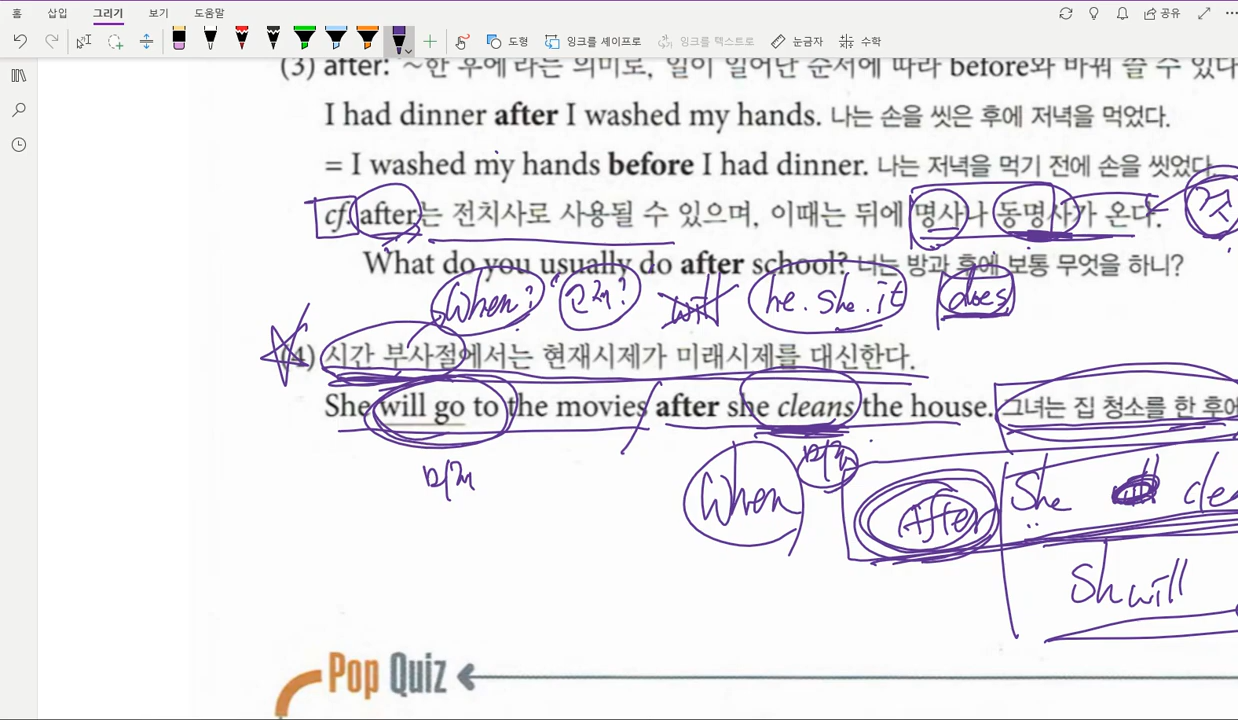 홈 삽입 그리기 보기 도움말
공유
도형 잉크를 셰이프로 잉크를 텍스트로 눈금자 수학
(3) after: ~한 후에 라는 의미로, 일이 일어난 순서에 따라 before와 바꿔 쓸 수 있다
I had dinner after I washed my hands. 나는 손을 씻은 후에 저녁을 먹었다.
= I washed my hands before I had dinner. 나는 저녁을 먹기 전에 손을 씻었다.
cf. after는 전치사로 사용될 수 있으며, 이때는 뒤에 명사나 동명사가 온다.
What do you usually do after school? 너는 방과 후에 보통 무엇을 하니?
When? will he. she. it does
(4) 시간 부사절에서는 현재시제가 미래시제를 대신한다.
She will go to the movies after she cleans the house. 그녀는 집 청소를 한 후에
When After She clea
Sh will
Pop Quiz